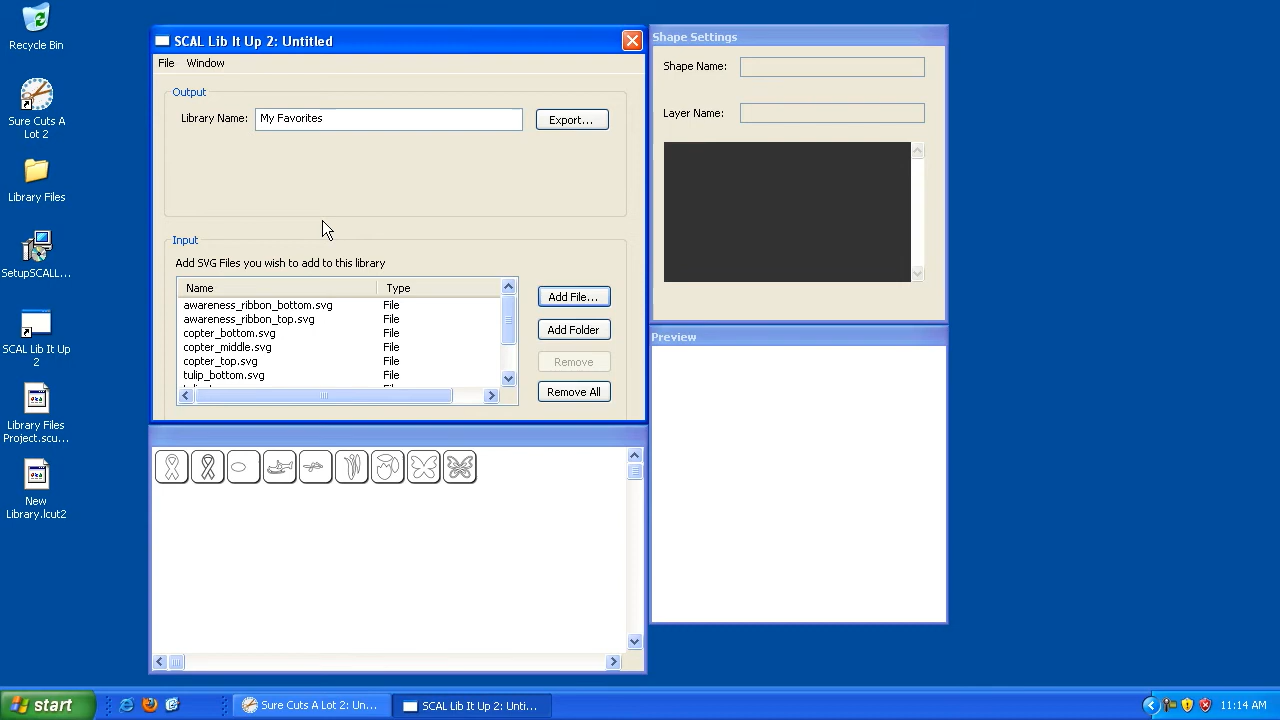 Recycle Bin
Sure Cuts A
Lot 2
Library Files
SetupSCALL...
SCAL Lib It Up
2
Library Files
Project.scu...
New
Library.lcut2
SCAL Lib It Up 2: Untitled
File Window
Output
Library Name: My Favorites Export...
Input
Add SVG Files you wish to add to this library
Name Type
awareness_ribbon_bottom.svg File
awareness_ribbon_top.svg File
copter_bottom.svg File
copter_middle.svg File
copter_top.svg File
tulip_bottom.svg File
Add File...
Add Folder
Remove
Remove All
Shape Settings
Shape Name:
Layer Name:
Preview
start
Sure Cuts A Lot 2: Un...
SCAL Lib It Up 2: Unti...
11:14 AM